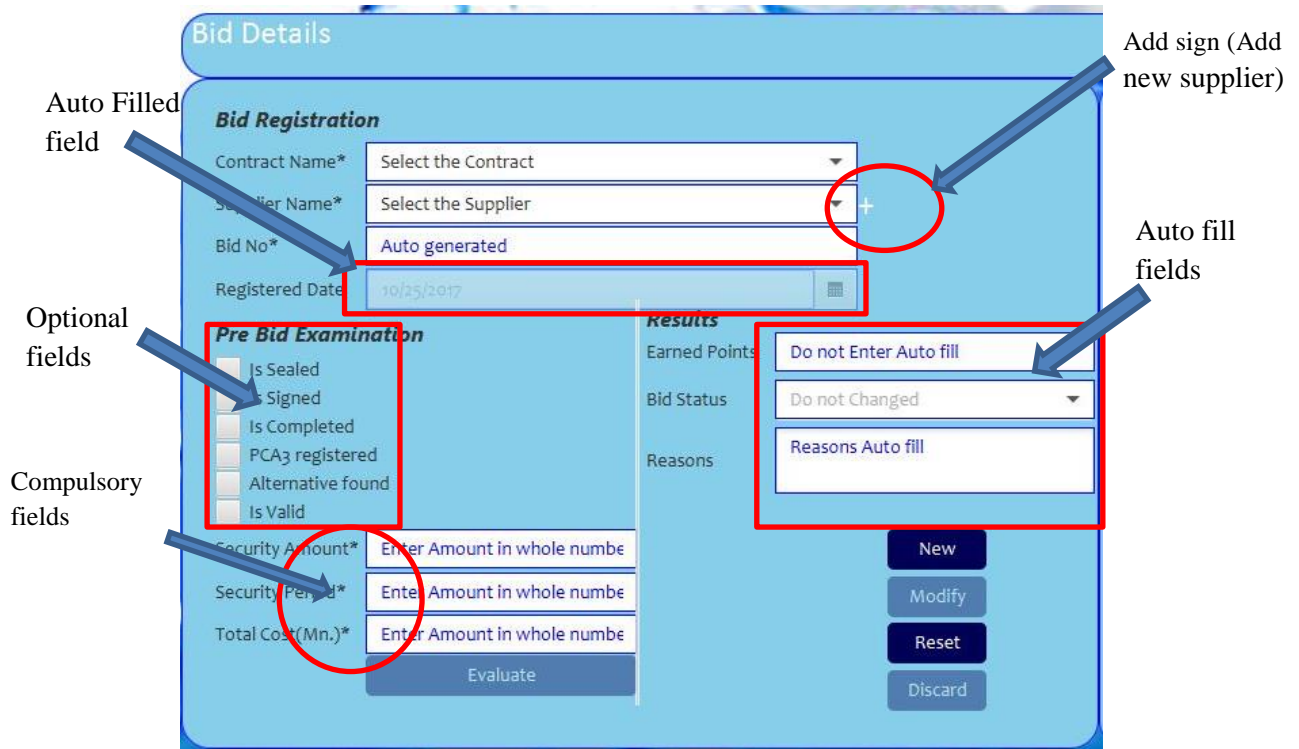 Bid Details
Add sign (Add
new supplier)
Auto Filled
field
Bid Registration
Contract Name*
Select the Contract
Supplier Name*
Select the Supplier
+
Bid No*
Auto generated
Registered Date
10/25/2017
Auto fill
fields
Optional
fields
Pre Bid Examination
Is Sealed
Is Signed
Is Completed
PCA3 registered
Alternative found
Is Valid
Results
Earned Points
Do not Enter Auto fill
Bid Status
Do not Changed
Reasons
Reasons Auto fill
Compulsory
fields
Security Amount*
Enter Amount in whole numbe
Security Period*
Enter Amount in whole numbe
Total Cost(Mn.)*
Enter Amount in whole numbe
Evaluate
New
Modify
Reset
Discard